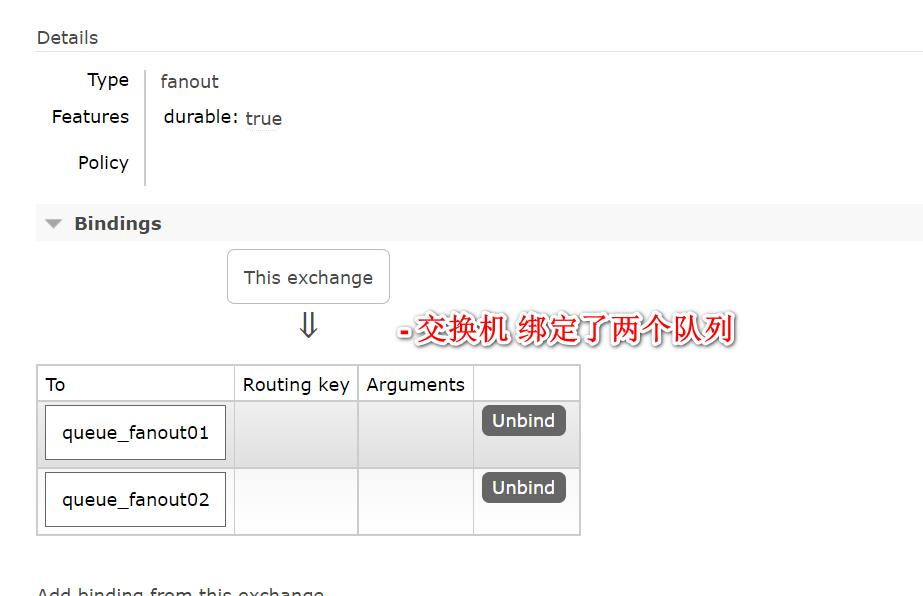 Details
Type fanout
Features durable: true
Policy
Bindings
This exchange
⇓
- 交换机 绑定了两个队列
To Routing key Arguments
queue_fanout01 Unbind
queue_fanout02 Unbind
Add binding from this exchange